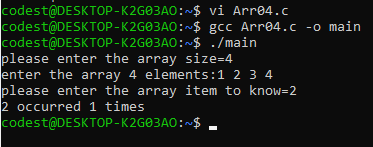 codest@DESKTOP-K2G03AO:~$ vi Arr04.c
codest@DESKTOP-K2G03AO:~$ gcc Arr04.c -o main
codest@DESKTOP-K2G03AO:~$ ./main
please enter the array size=4
enter the array 4 elements:1 2 3 4
please enter the array item to know=2
2 occurred 1 times
codest@DESKTOP-K2G03AO:~$